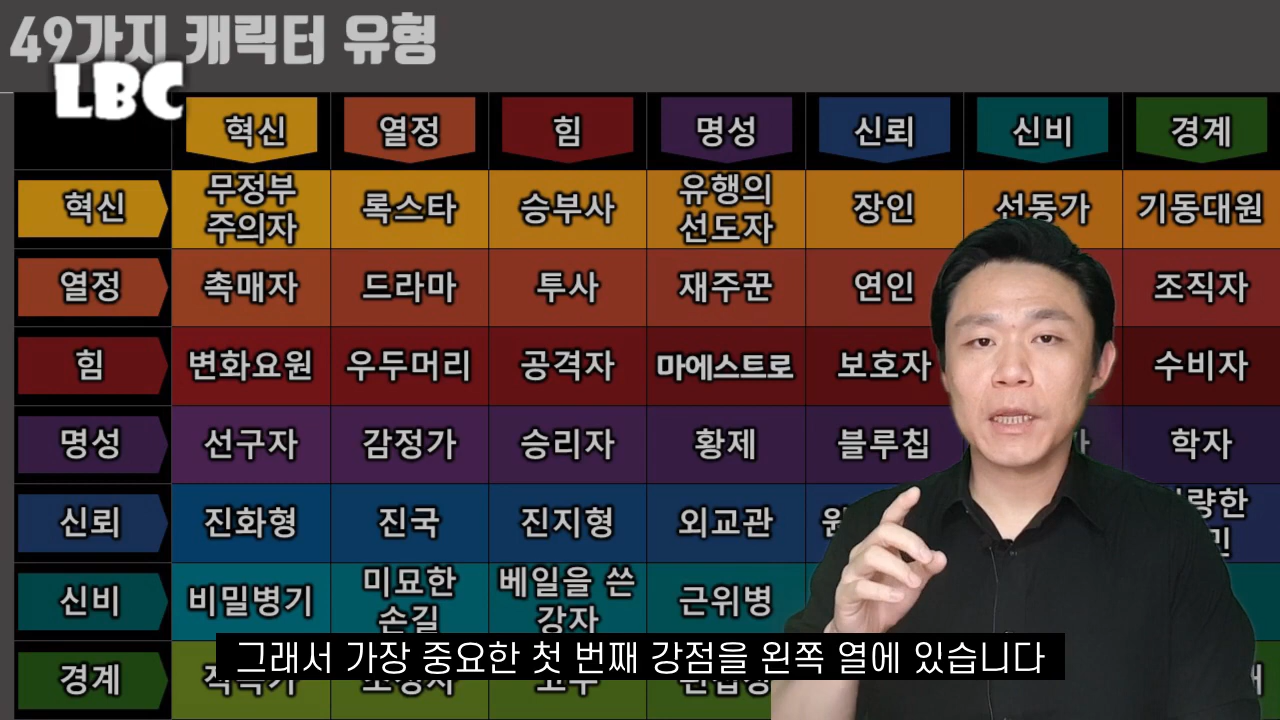 49가지 캐릭터 유형
LBC
혁신 열정 힘 명성 신뢰 신비 경계
혁신 무정부 주의자 록스타 승부사 유행의 선도자 장인 선동가 기동대원
열정 촉매자 드라마 투사 재주꾼 연인 조직자
힘 변화요원 우두머리 공격자 마에스트로 보호자 수비자
명성 선구자 감정가 승리자 황제 블루칩 학자
신뢰 진화형 진국 진지형 외교관
신비 비밀병기 미묘한 손길 베일을 쓴 강자 근위병
경계
그래서 가장 중요한 첫 번째 강점을 왼쪽 열에 있습니다